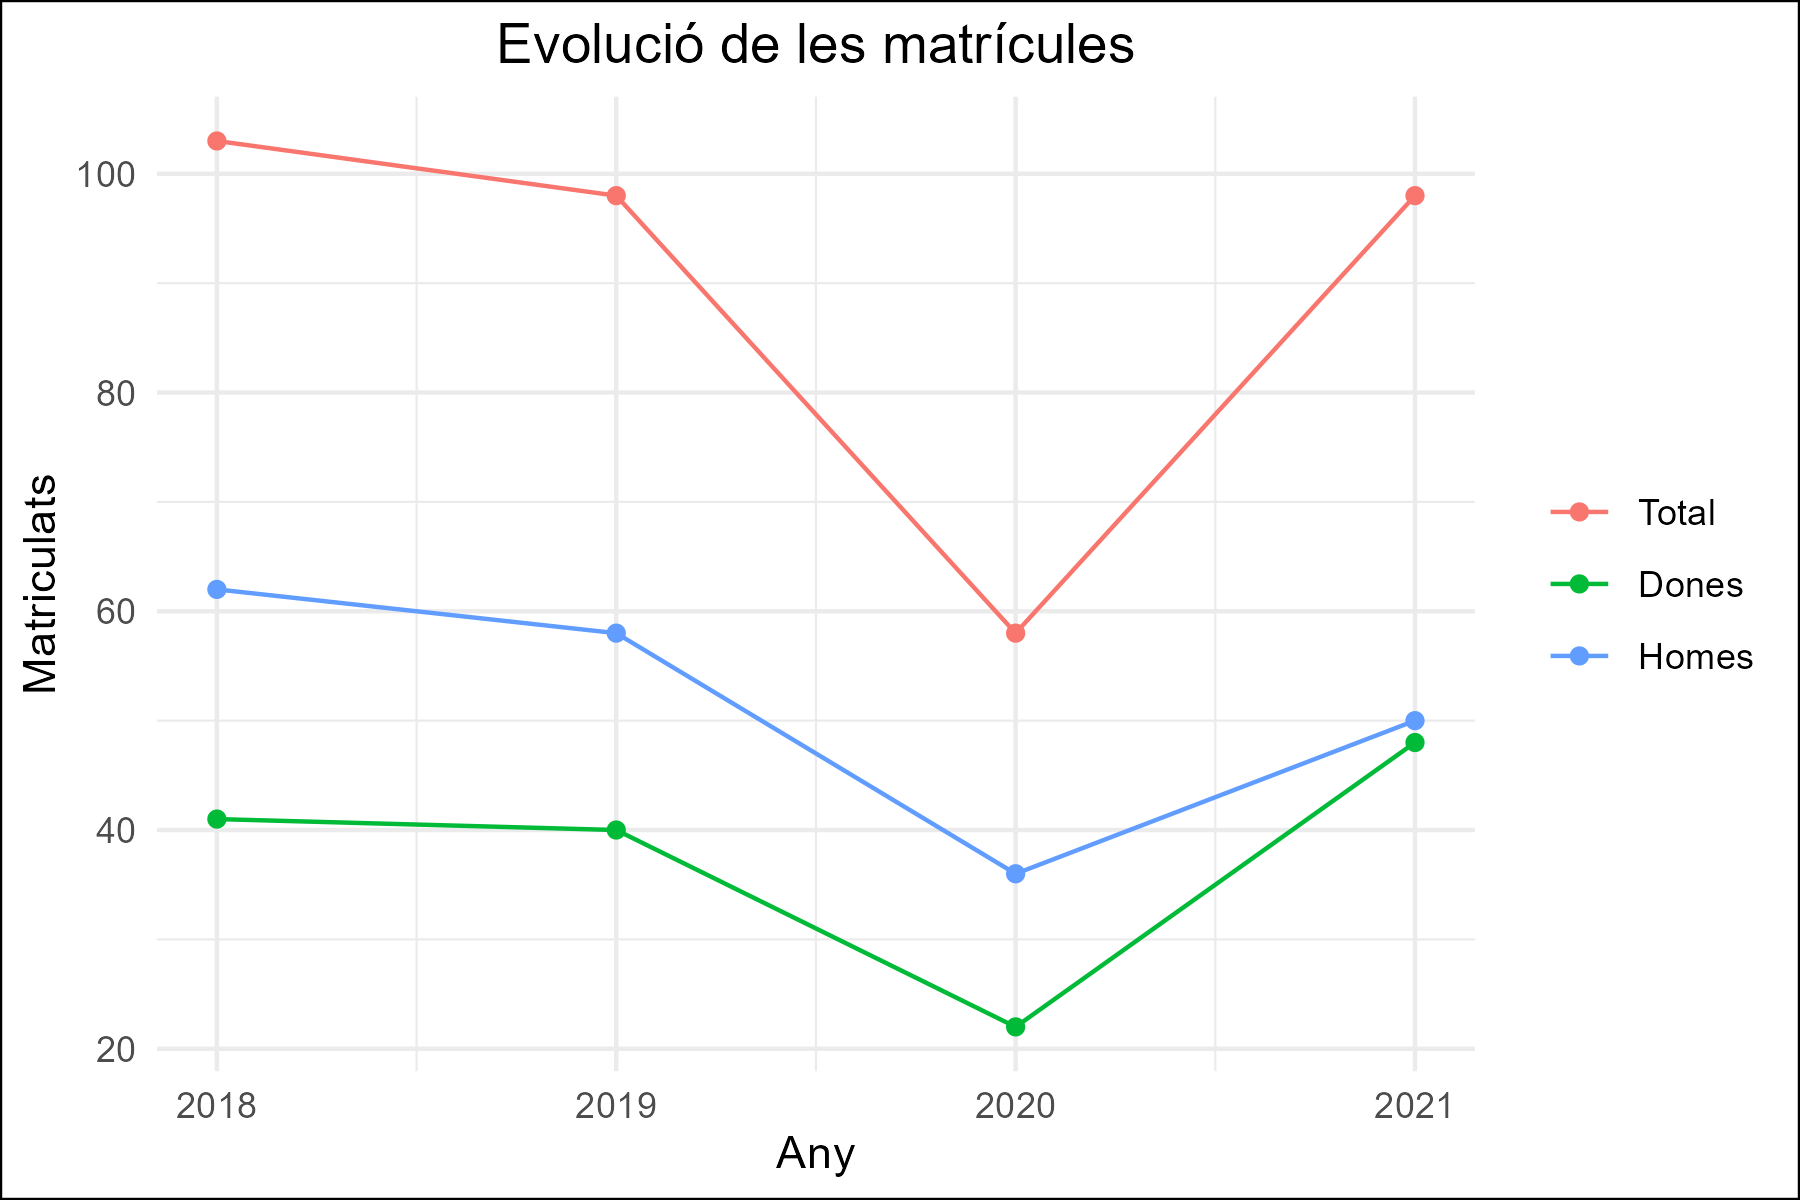 Evolució de les matrícules
Matriculats
100
80
60
40
20
2018 2019 2020 2021
Any
Total
Dones
Homes